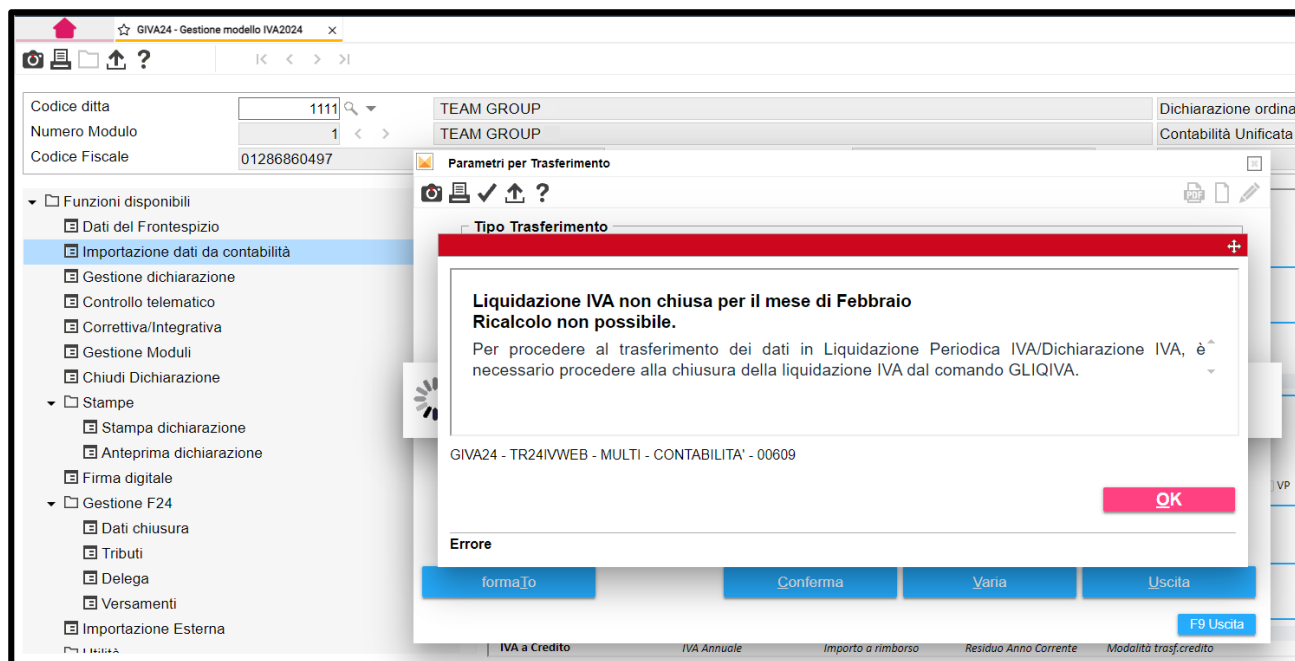 GIVA24 - Gestione modello IVA2024
Codice ditta 1111 TEAM GROUP Dichiarazione ordina
Numero Modulo 1 TEAM GROUP Contabilità Unificata
Codice Fiscale 01286860497
Parametri per Trasferimento
Funzioni disponibili
Dati del Frontespizio
Importazione dati da contabilità
Gestione dichiarazione
Controllo telematico
Correttiva/Integrativa
Gestione Moduli
Chiudi Dichiarazione
Stampe
Stampa dichiarazione
Anteprima dichiarazione
Firma digitale
Gestione F24
Dati chiusura
Tributi
Delega
Versamenti
Importazione Esterna
Utilità
PDF
Tipo Trasferimento
Liquidazione IVA non chiusa per il mese di Febbraio
Ricalcolo non possibile.
Per procedere al trasferimento dei dati in Liquidazione Periodica IVA/Dichiarazione IVA, è
necessario procedere alla chiusura della liquidazione IVA dal comando GLIQIVA.
GIVA24 - TR24IVWEB - MULTI - CONTABILITA' - 00609
VP
OK
Errore
formaTo Conferma Varia Uscita
F9 Uscita
IVA a Credito IVA Annuale Importo a rimborso Residuo Anno Corrente Modalità trasf.credito